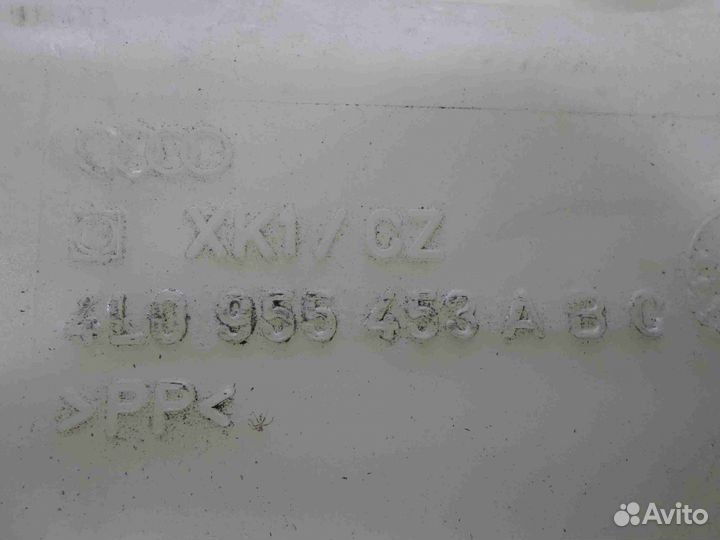 XK1/CZ
4L0 955 453 A B C
>PP<
Avito